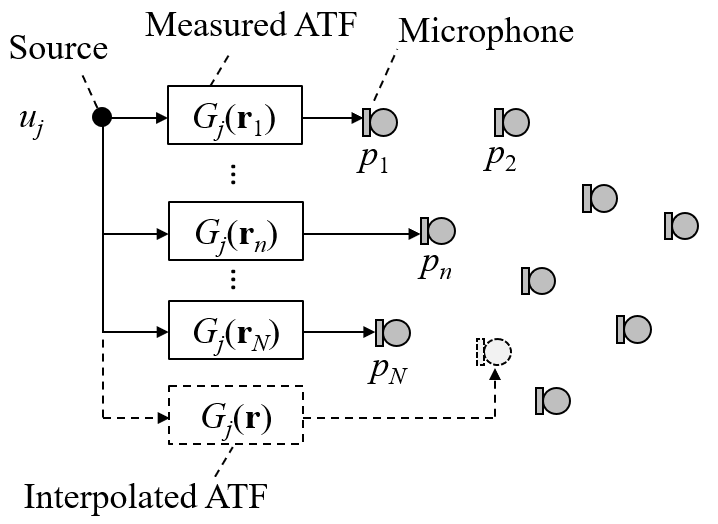 Measured ATF
Microphone
Source
u_j
G_j(r_1)
p_1
p_2
⋮
G_j(r_n)
p_n
⋮
G_j(r_N)
p_N
G_j(r)
Interpolated ATF